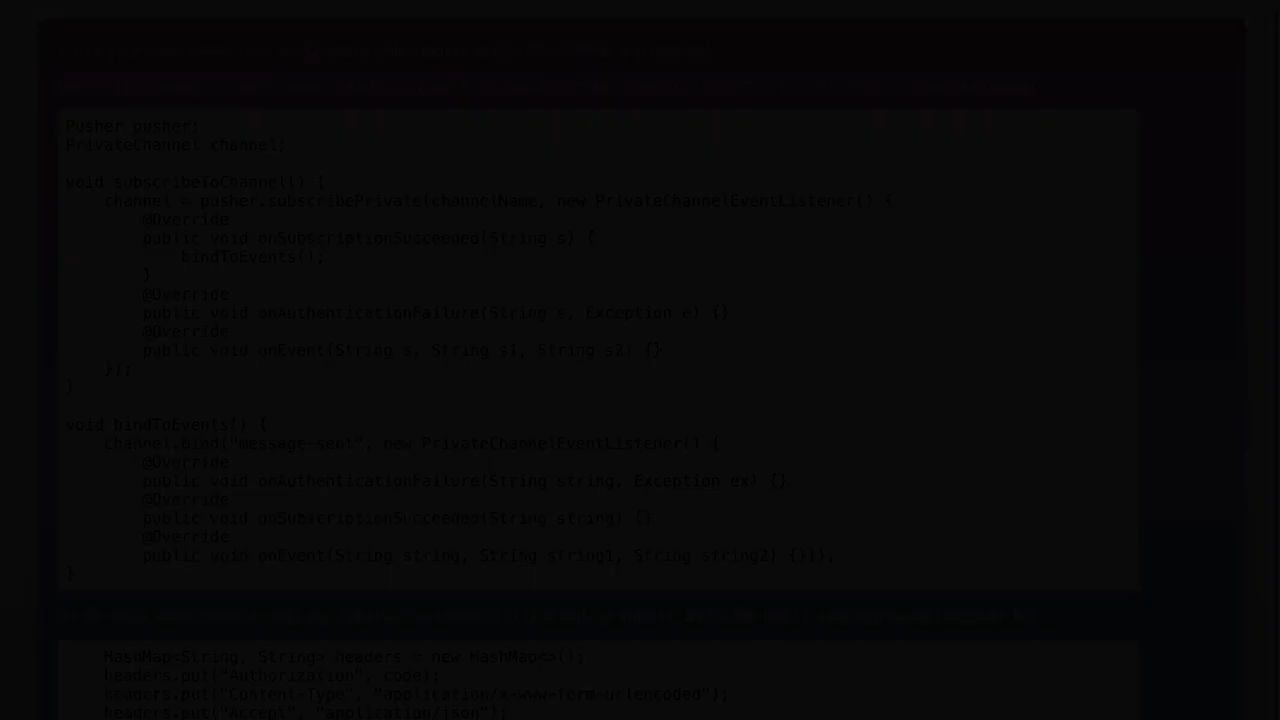 Pusher pusher;
PrivateChannel channel;
void subscribeToChannel() {
channel = pusher.subscribePrivate(channelName, new PrivateChannelEventListener() {
@Override
public void onSubscriptionSucceeded(String s) {
bindToEvents();
}
@Override
public void onAuthenticationFailure(String s, Exception e) {}
@Override
public void onEvent(String s, String s1, String s2) {}
});
}
void bindToEvents() {
channel.bind("message-sent", new PrivateChannelEventListener() {
@Override
public void onAuthenticationFailure(String string, Exception ex) {}
@Override
public void onSubscriptionSucceeded(String string) {}
@Override
public void onEvent(String string, String string1, String string2) {}});
}
HashMap<String, String> headers = new HashMap<>();
headers.put("Authorization", code);
headers.put("Content-Type", "application/x-www-form-urlencoded");
headers.put("Accept", "application/json");